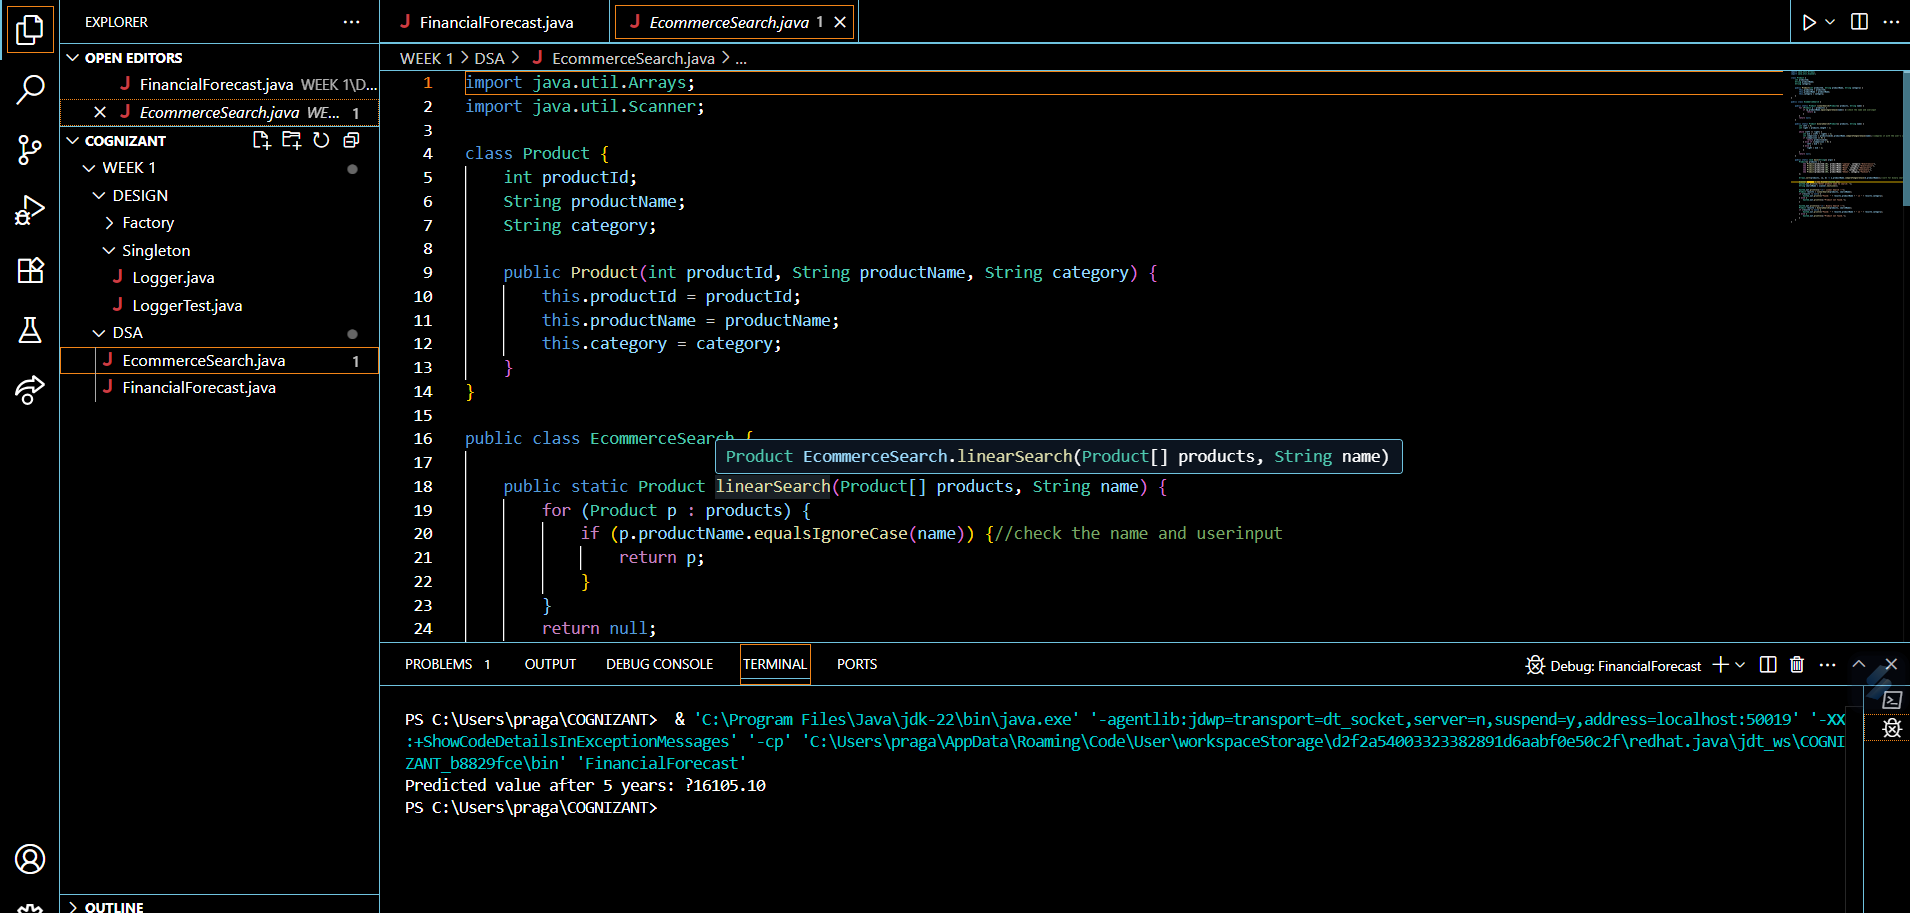 EXPLORER
FinancialForecast.java
EcommerceSearch.java 1
OPEN EDITORS
FinancialForecast.java WEEK 1\D...
EcommerceSearch.java WE... 1
COGNIZANT
WEEK 1
DESIGN
Factory
Singleton
Logger.java
LoggerTest.java
DSA
EcommerceSearch.java 1
FinancialForecast.java
OUTLINE
WEEK 1 > DSA > EcommerceSearch.java > ...
1 import java.util.Arrays;
2 import java.util.Scanner;
3
4 class Product {
5 int productId;
6 String productName;
7 String category;
8
9 public Product(int productId, String productName, String category) {
10 this.productId = productId;
11 this.productName = productName;
12 this.category = category;
13 }
14 }
15
16 public class EcommerceSearch {
17
Product EcommerceSearch.linearSearch(Product[] products, String name)
18 public static Product linearSearch(Product[] products, String name) {
19 for (Product p : products) {
20 if (p.productName.equalsIgnoreCase(name)) {//check the name and userinput
21 return p;
22 }
23 }
24 return null;
PROBLEMS 1 OUTPUT DEBUG CONSOLE TERMINAL PORTS
Debug: FinancialForecast
PS C:\Users\praga\COGNIZANT> & 'C:\Program Files\Java\jdk-22\bin\java.exe' '-agentlib:jdwp=transport=dt_socket,server=n,suspend=y,address=localhost:50019' '-XX
:+ShowCodeDetailsInExceptionMessages' '-cp' 'C:\Users\praga\AppData\Roaming\Code\User\workspaceStorage\d2f2a54003323382891d6aabf0e50c2f\redhat.java\jdt_ws\COGNI
ZANT_b8829fce\bin' 'FinancialForecast'
Predicted value after 5 years: ?16105.10
PS C:\Users\praga\COGNIZANT>